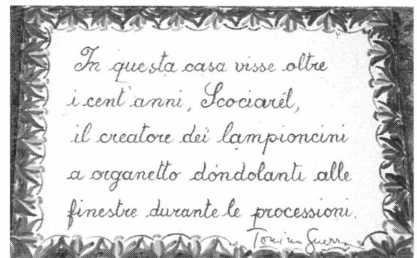 In questa casa visse oltre
i cent'anni, Scociarél,
il creatore dei lampioncini
a organetto dondolanti alle
finestre durante le processioni.
Tonino Guerra